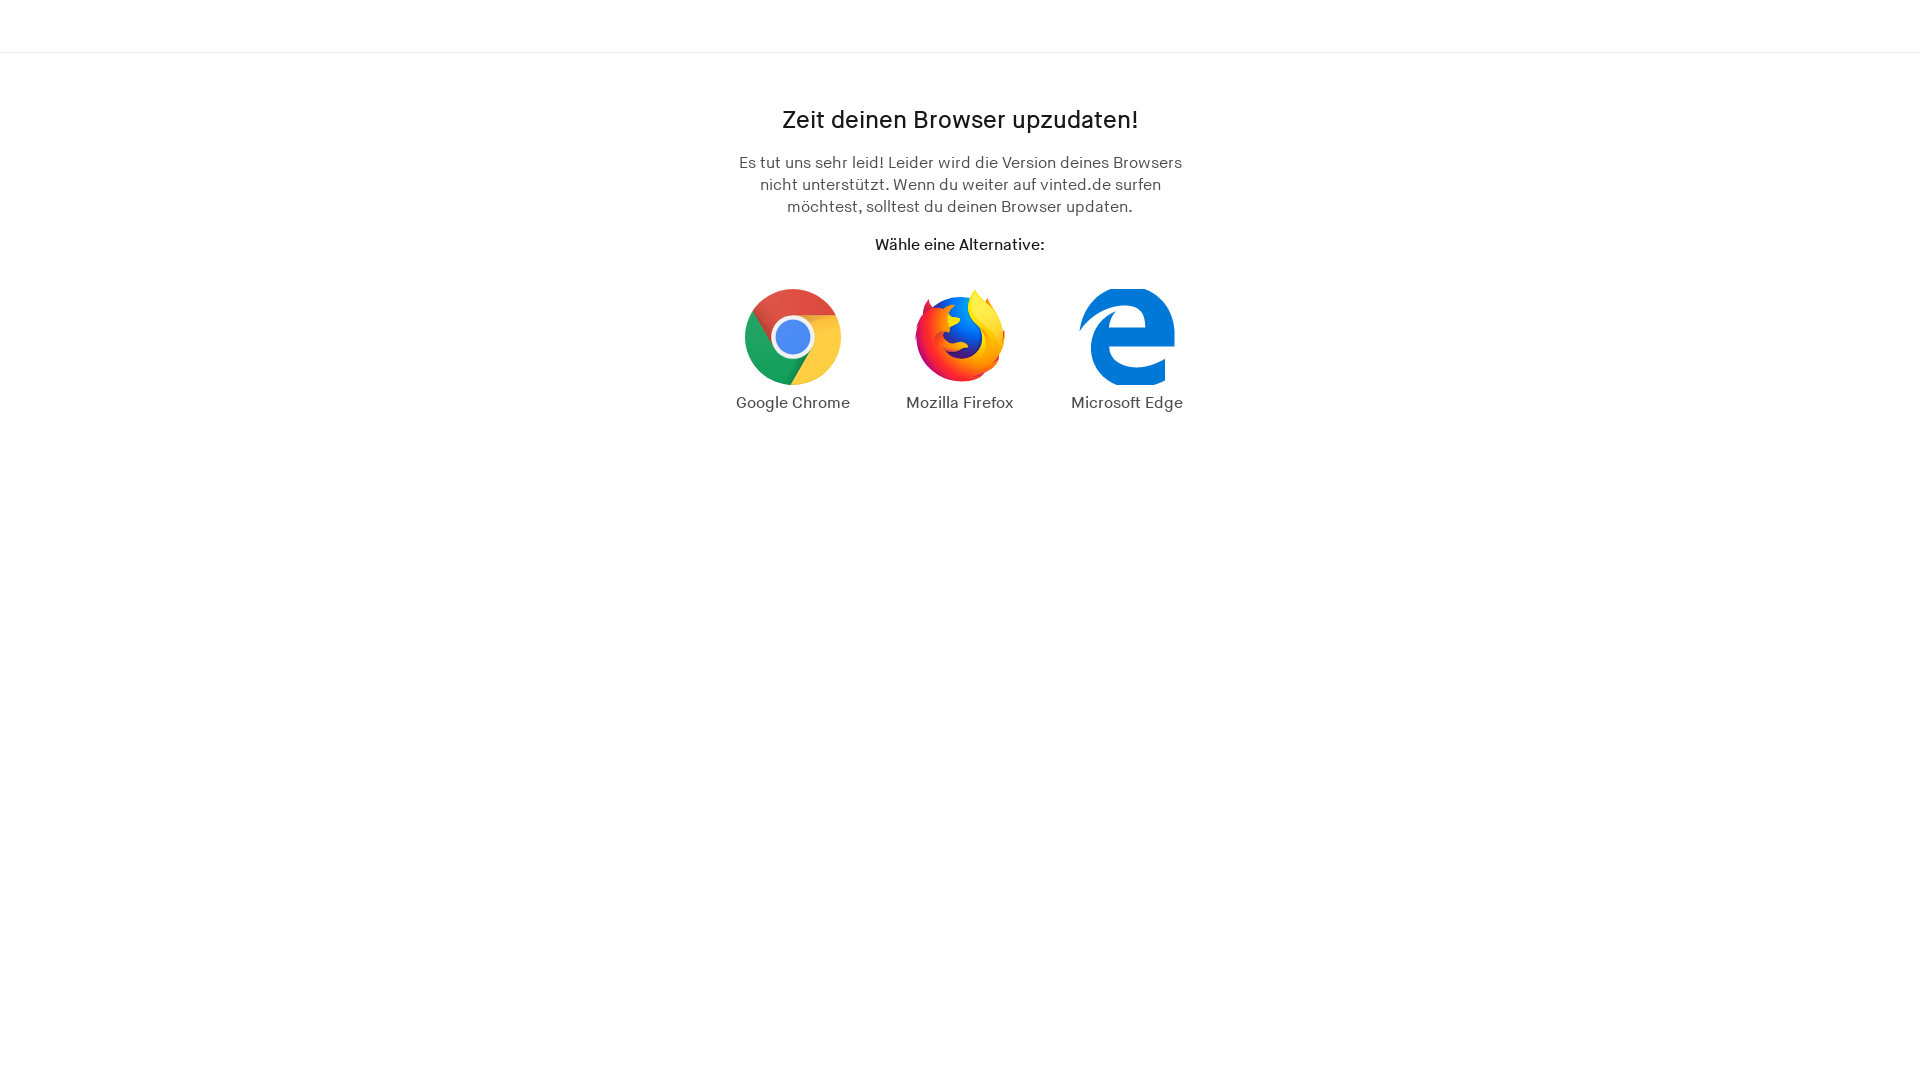 Zeit deinen Browser upzudaten!
Es tut uns sehr leid! Leider wird die Version deines Browsers
nicht unterstützt. Wenn du weiter auf vinted.de surfen
möchtest, solltest du deinen Browser updaten.
Wähle eine Alternative:
Google Chrome
Mozilla Firefox
Microsoft Edge